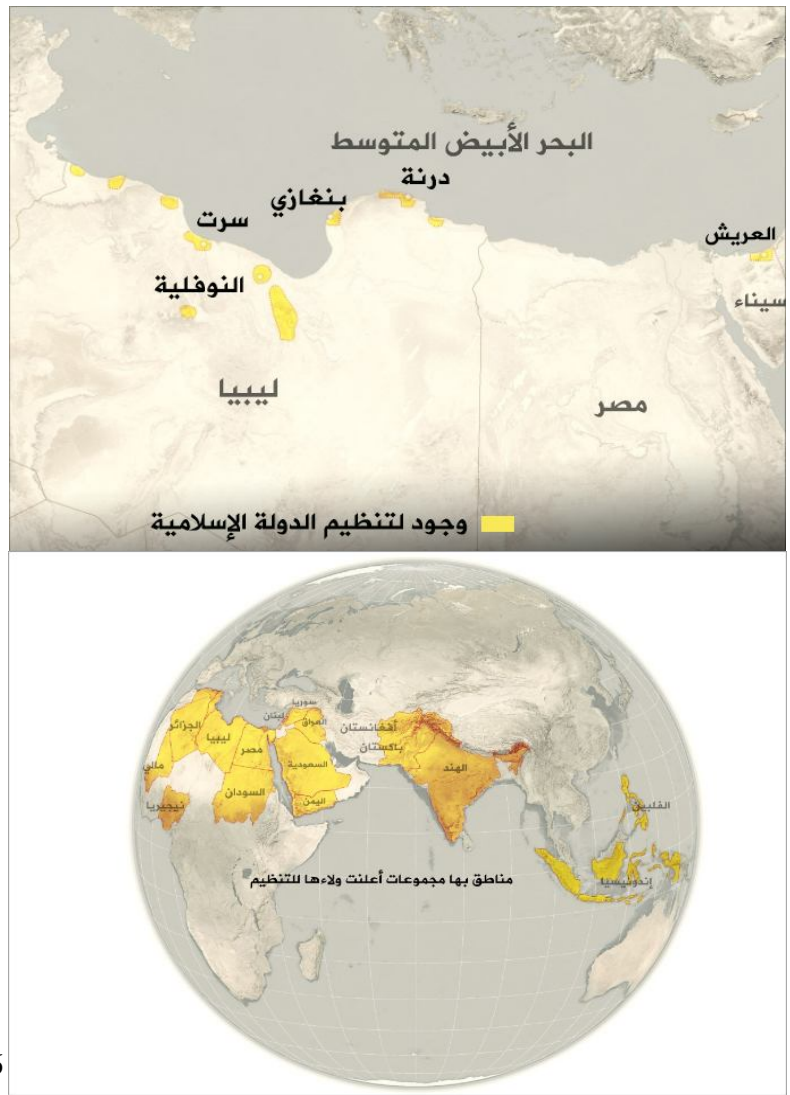 البحر الأبيض المتوسط
درنة
بنغازي
سرت
العريش
النوفلية
سيناء
ليبيا
مصر
وجود لتنظيم الدولة الإسلامية
سوريا
لبنان
العراق
أفغانستان
الجزائر
ليبيا
مصر
باكستان
السعودية
الهند
مالي
السودان
اليمن
نيجيريا
الفلبين
مناطق بها مجموعات أعلنت ولاءها للتنظيم
إندونيسيا